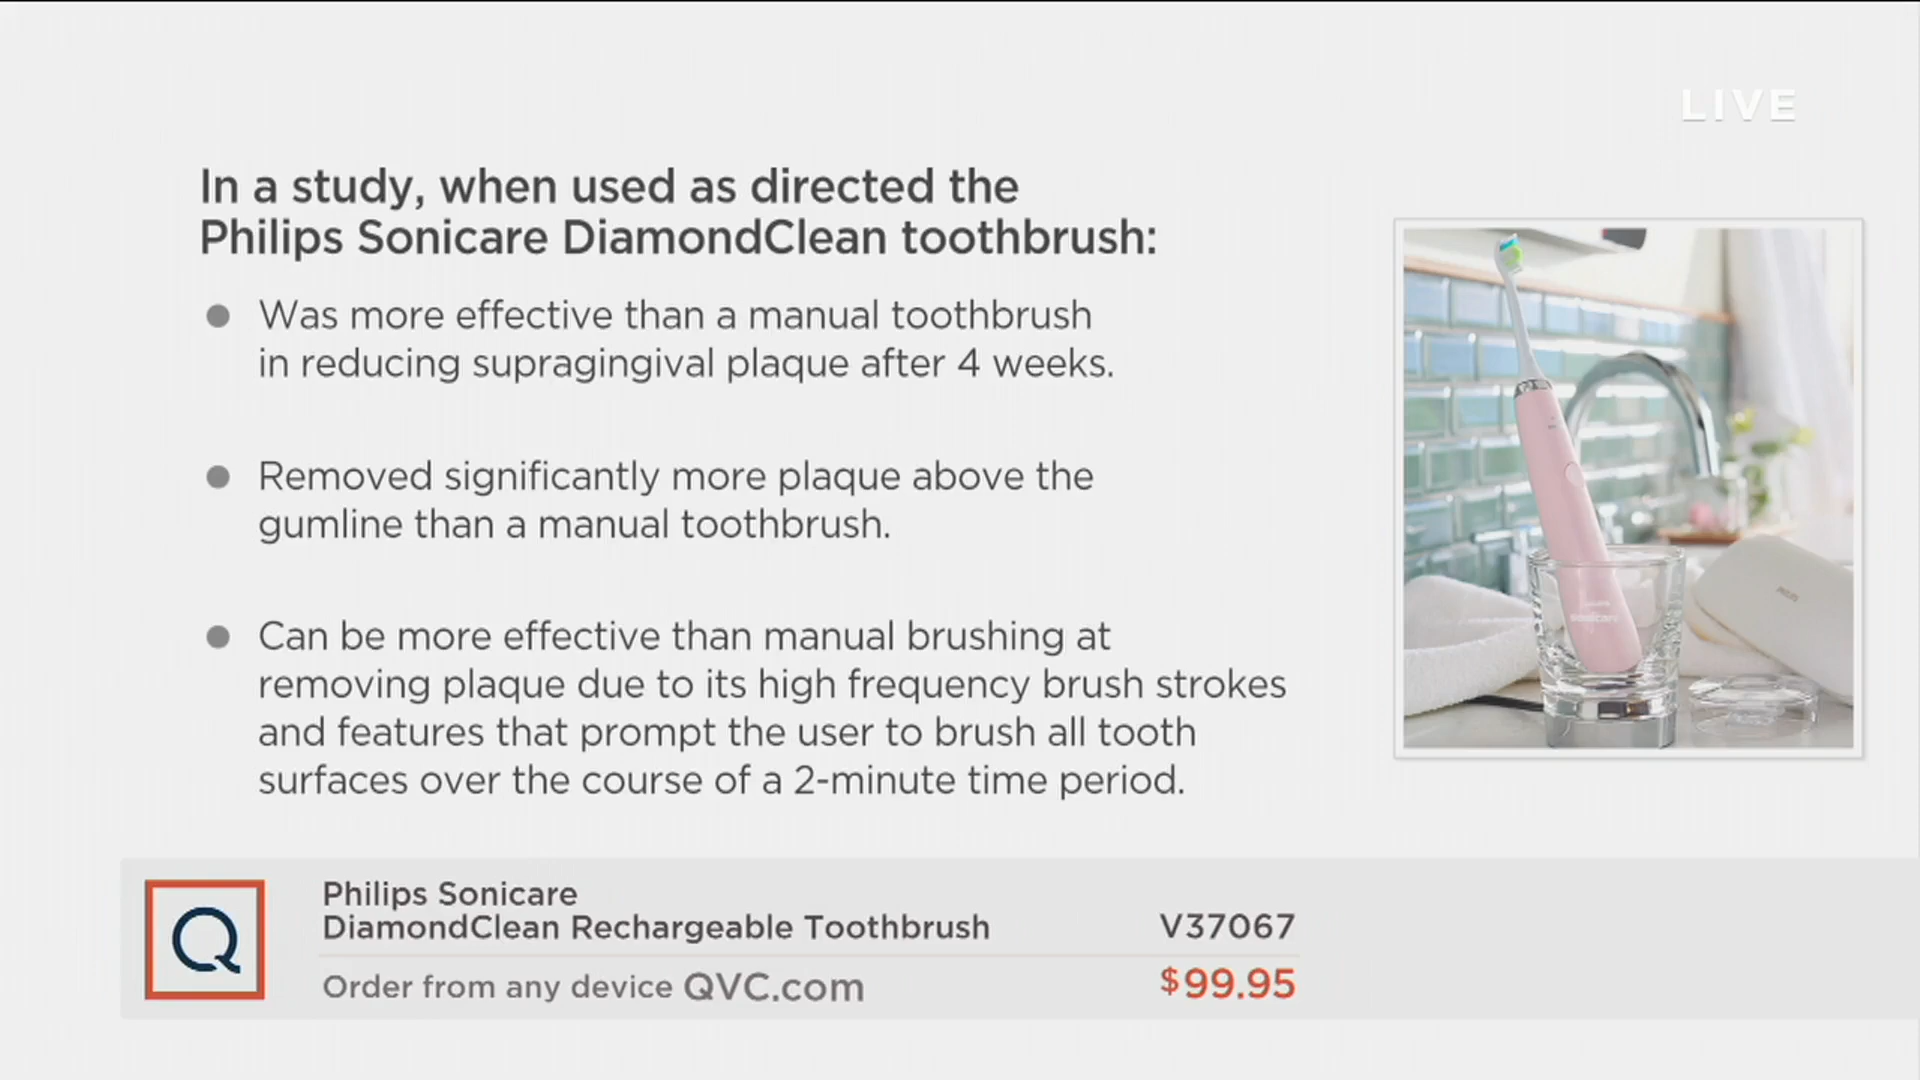 LIVE
In a study, when used as directed the
Philips Sonicare DiamondClean toothbrush:
Was more effective than a manual toothbrush
in reducing supragingival plaque after 4 weeks.
Removed significantly more plaque above the
gumline than a manual toothbrush.
Can be more effective than manual brushing at
removing plaque due to its high frequency brush strokes
and features that prompt the user to brush all tooth
surfaces over the course of a 2-minute time period.
sonicare
PHILIPS
Q
Philips Sonicare
DiamondClean Rechargeable Toothbrush
V37067
Order from any device QVC.com
$99.95